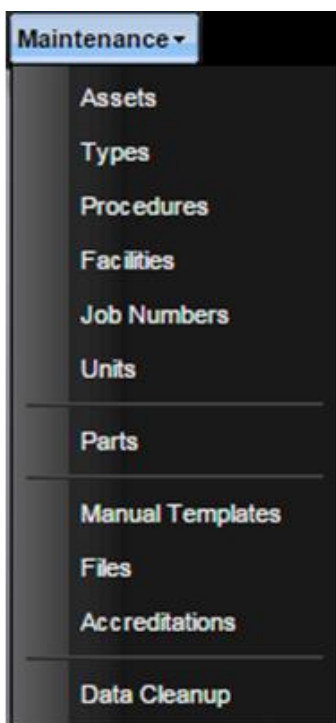 Maintenance
Assets
Types
Procedures
Facilities
Job Numbers
Units
Parts
Manual Templates
Files
Accreditations
Data Cleanup